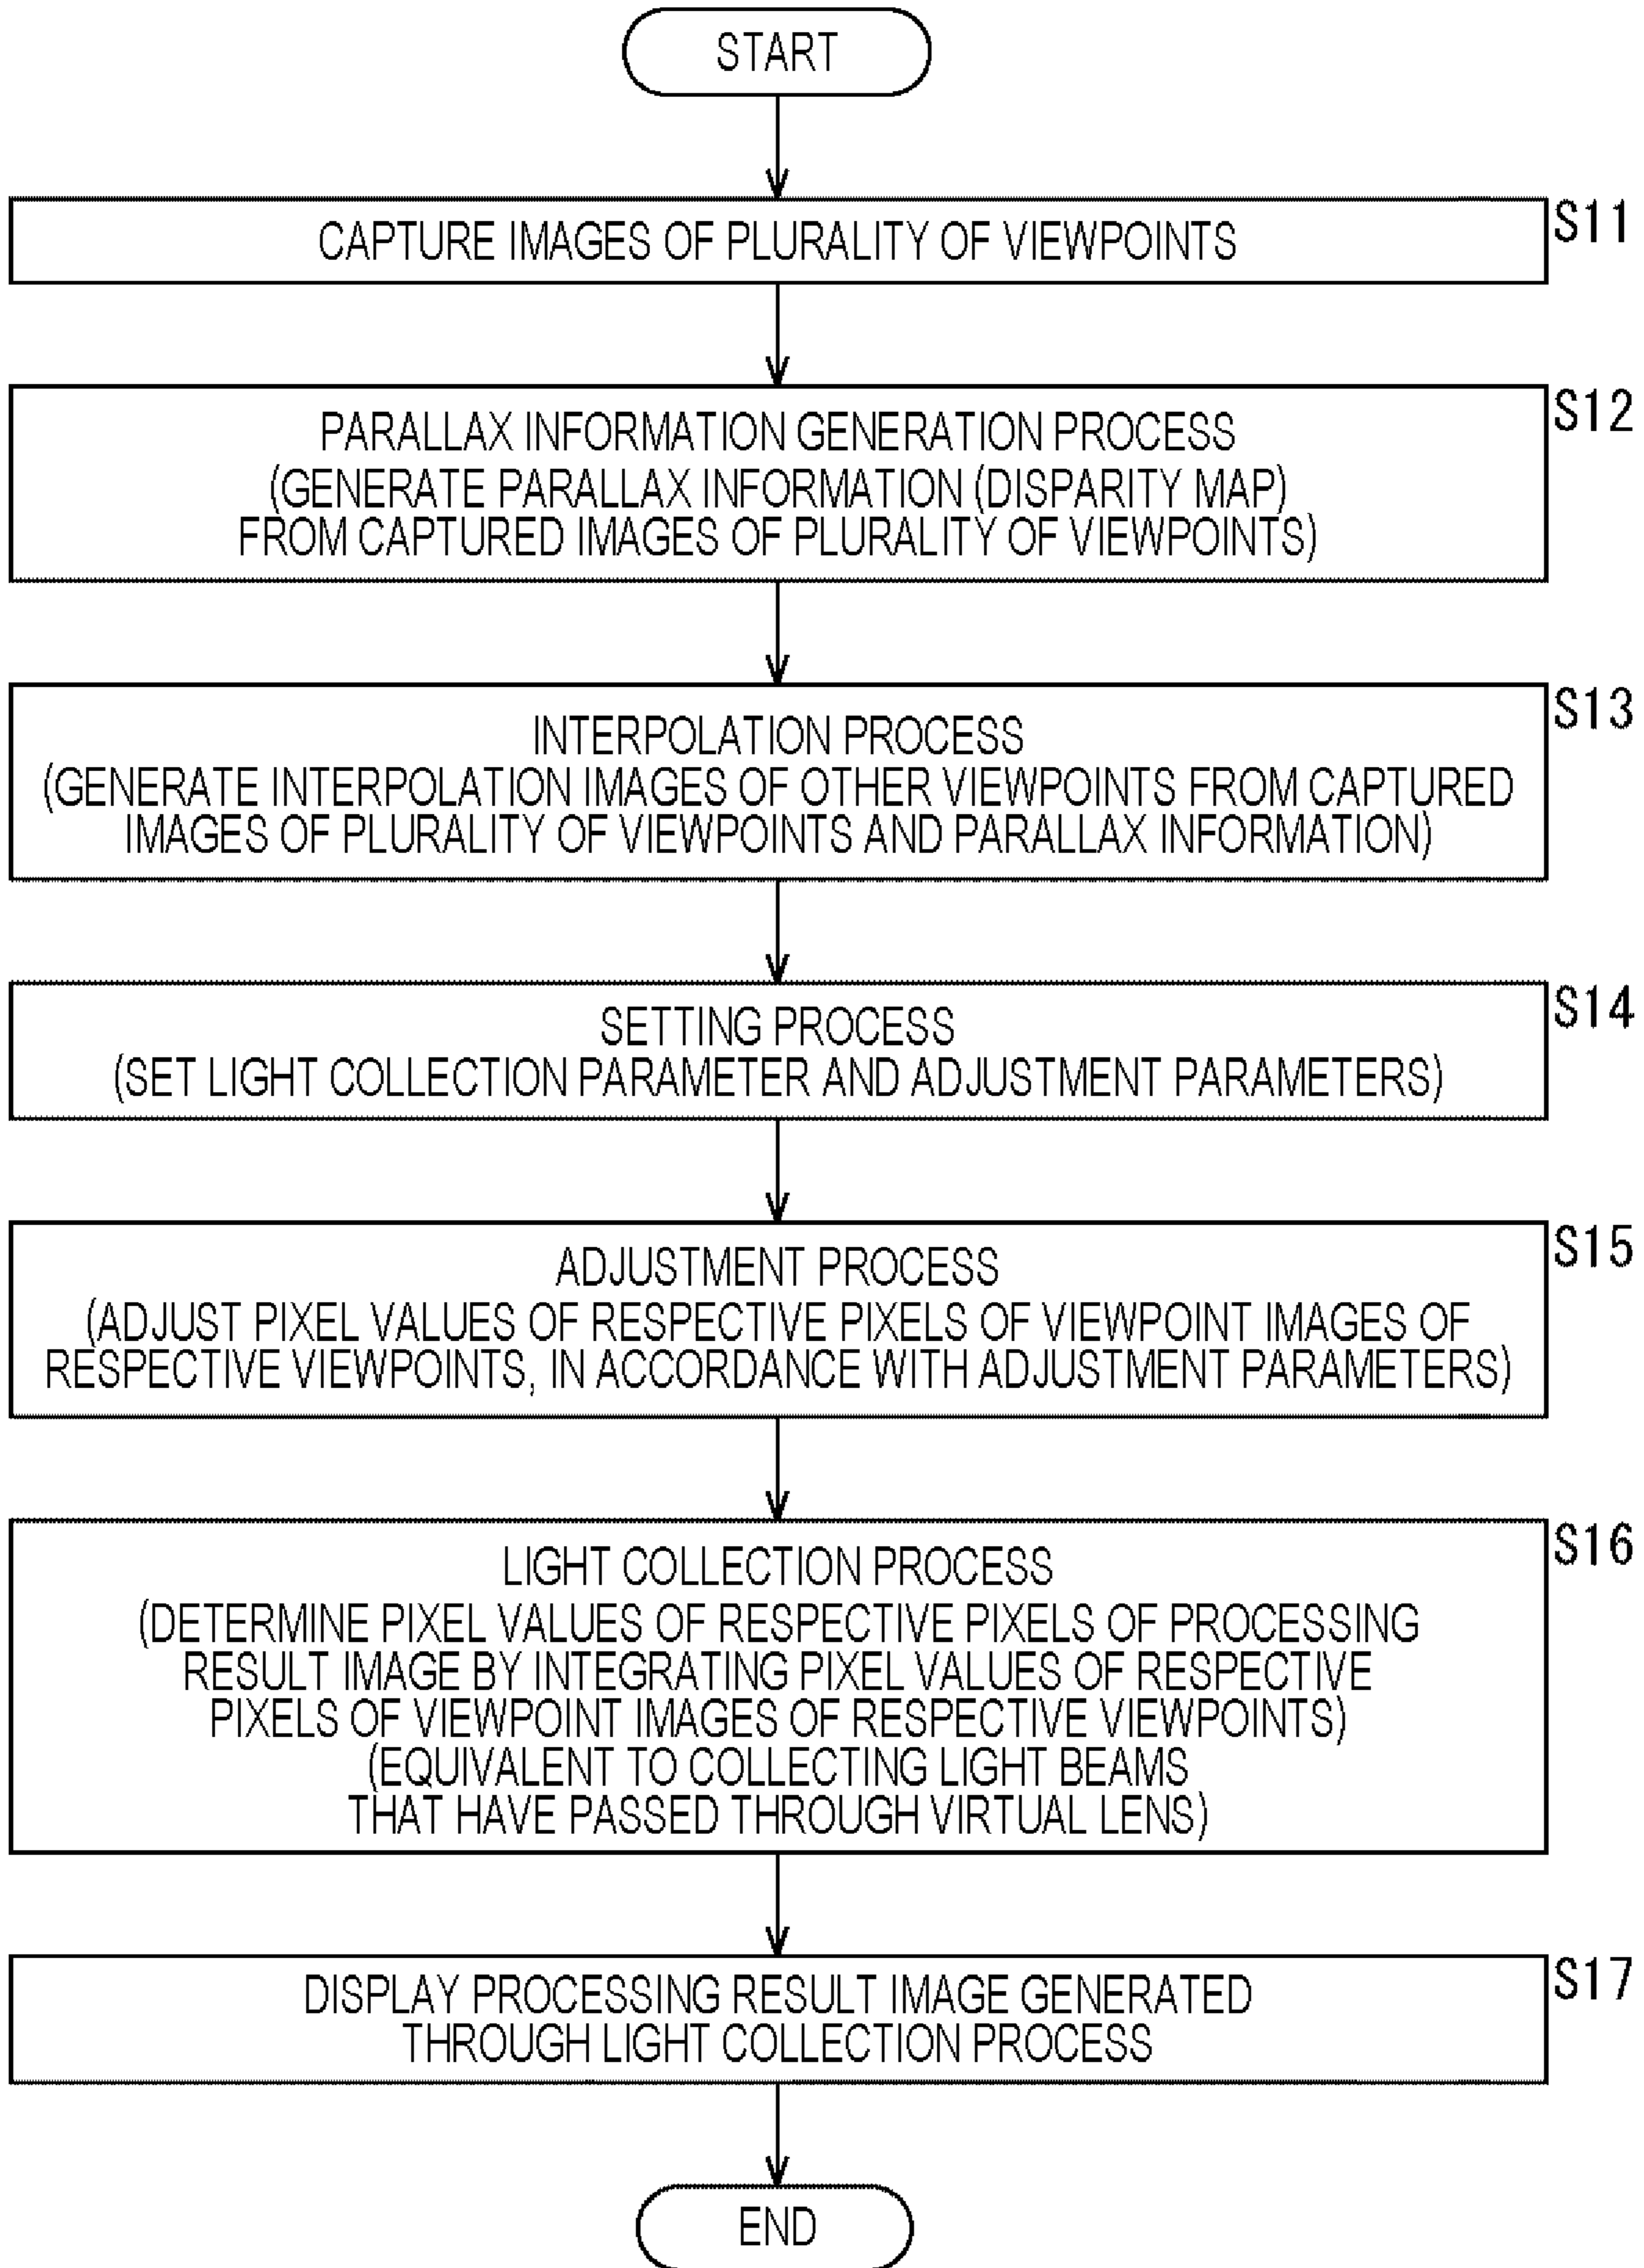 START
CAPTURE IMAGES OF PLURALITY OF VIEWPOINTS
S11
PARALLAX INFORMATION GENERATION PROCESS
(GENERATE PARALLAX INFORMATION (DISPARITY MAP)
FROM CAPTURED IMAGES OF PLURALITY OF VIEWPOINTS)
S12
INTERPOLATION PROCESS
(GENERATE INTERPOLATION IMAGES OF OTHER VIEWPOINTS FROM CAPTURED
IMAGES OF PLURALITY OF VIEWPOINTS AND PARALLAX INFORMATION)
S13
SETTING PROCESS
(SET LIGHT COLLECTION PARAMETER AND ADJUSTMENT PARAMETERS)
S14
ADJUSTMENT PROCESS
(ADJUST PIXEL VALUES OF RESPECTIVE PIXELS OF VIEWPOINT IMAGES OF
RESPECTIVE VIEWPOINTS, IN ACCORDANCE WITH ADJUSTMENT PARAMETERS)
S15
LIGHT COLLECTION PROCESS
(DETERMINE PIXEL VALUES OF RESPECTIVE PIXELS OF PROCESSING
RESULT IMAGE BY INTEGRATING PIXEL VALUES OF RESPECTIVE
PIXELS OF VIEWPOINT IMAGES OF RESPECTIVE VIEWPOINTS)
(EQUIVALENT TO COLLECTING LIGHT BEAMS
THAT HAVE PASSED THROUGH VIRTUAL LENS)
S16
DISPLAY PROCESSING RESULT IMAGE GENERATED
THROUGH LIGHT COLLECTION PROCESS
S17
END